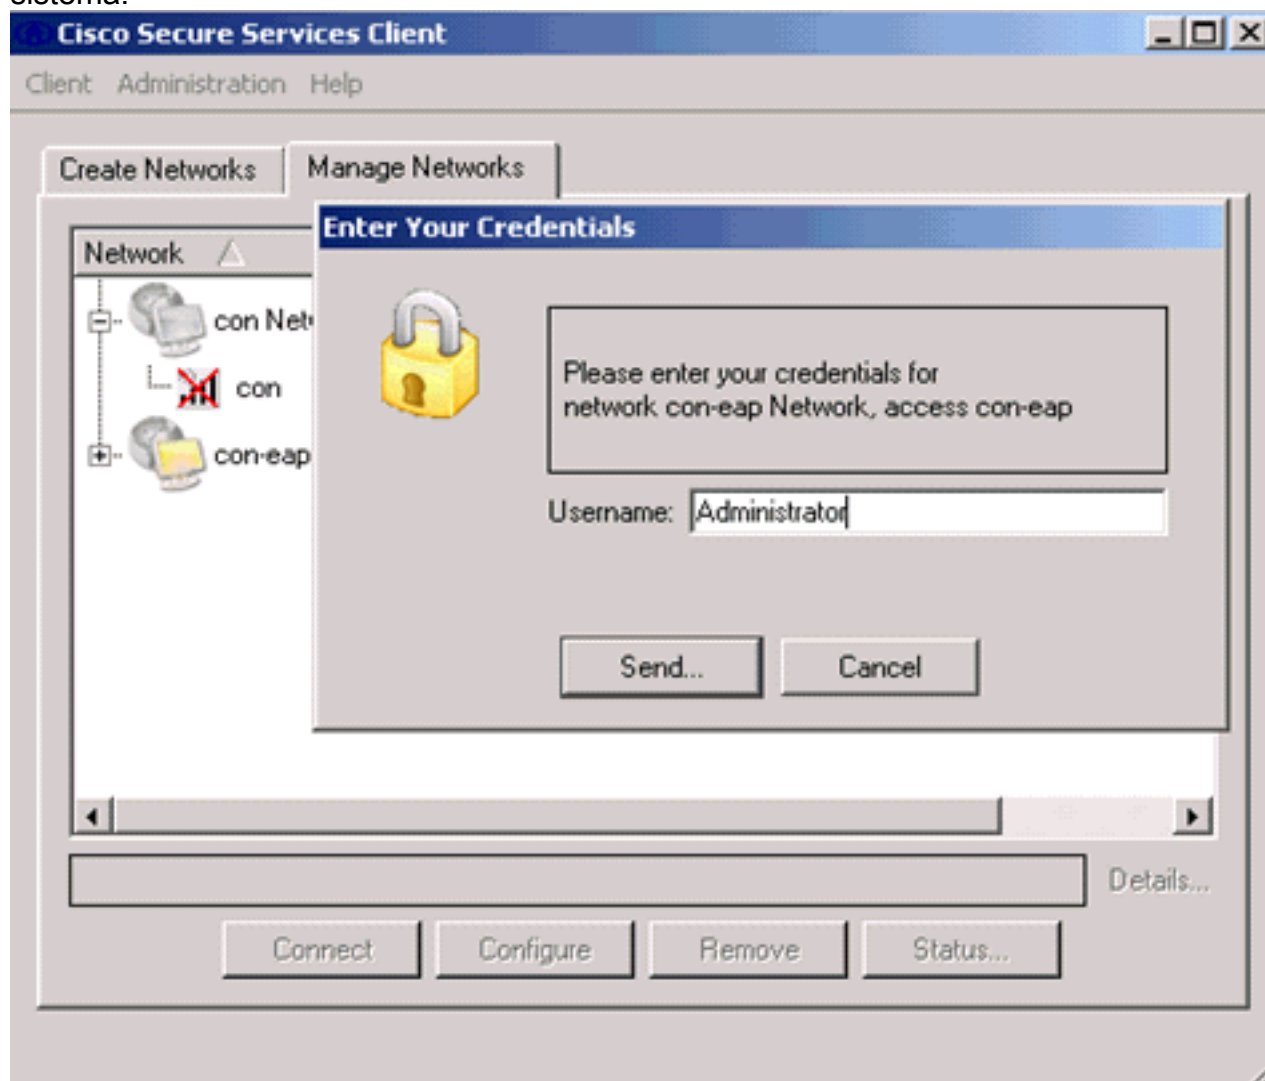 sistema.
Cisco Secure Services Client
Client Administration Help
Create Networks Manage Networks
Enter Your Credentials
Network
con Net
con
con-eap
Please enter your credentials for
network con-eap Network, access con-eap
Username: Administrator
Send... Cancel
Details...
Connect Configure Remove Status...